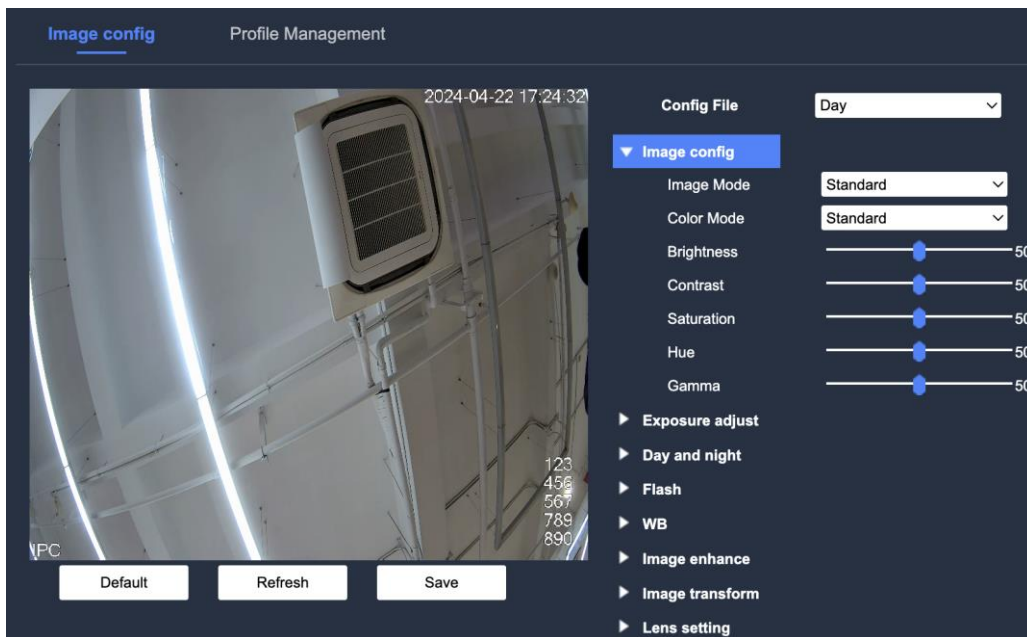 Image config Profile Management
2024-04-22 17:24:32
123
456
567
789
890
IPC
Default Refresh Save
Config File Day
Image config
Image Mode Standard
Color Mode Standard
Brightness 50
Contrast 50
Saturation 50
Hue 50
Gamma 50
Exposure adjust
Day and night
Flash
WB
Image enhance
Image transform
Lens setting